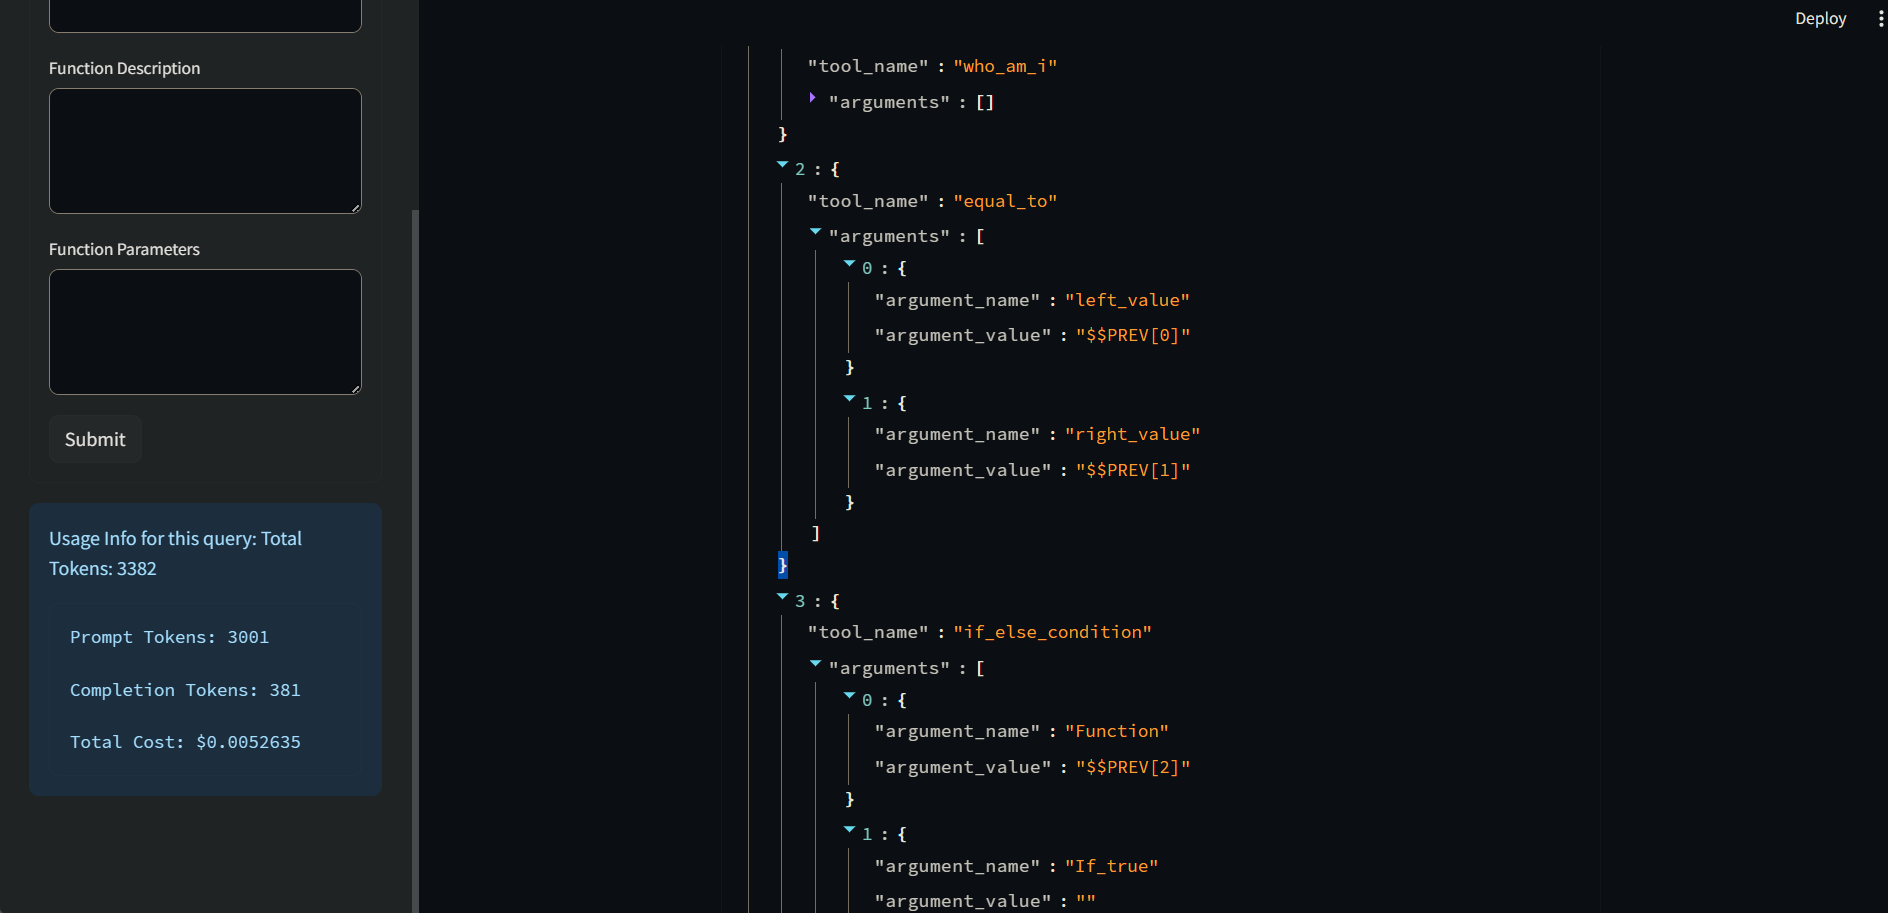 Deploy
Function Description
Function Parameters
Submit
Usage Info for this query: Total
Tokens: 3382
Prompt Tokens: 3001
Completion Tokens: 381
Total Cost: $0.0052635
"tool_name" : "who_am_i"
"arguments" : []
}
2 : {
"tool_name" : "equal_to"
"arguments" : [
0 : {
"argument_name" : "left_value"
"argument_value" : "$$PREV[0]"
}
1 : {
"argument_name" : "right_value"
"argument_value" : "$$PREV[1]"
}
]
}
3 : {
"tool_name" : "if_else_condition"
"arguments" : [
0 : {
"argument_name" : "Function"
"argument_value" : "$$PREV[2]"
}
1 : {
"argument_name" : "If_true"
"argument_value" : ""